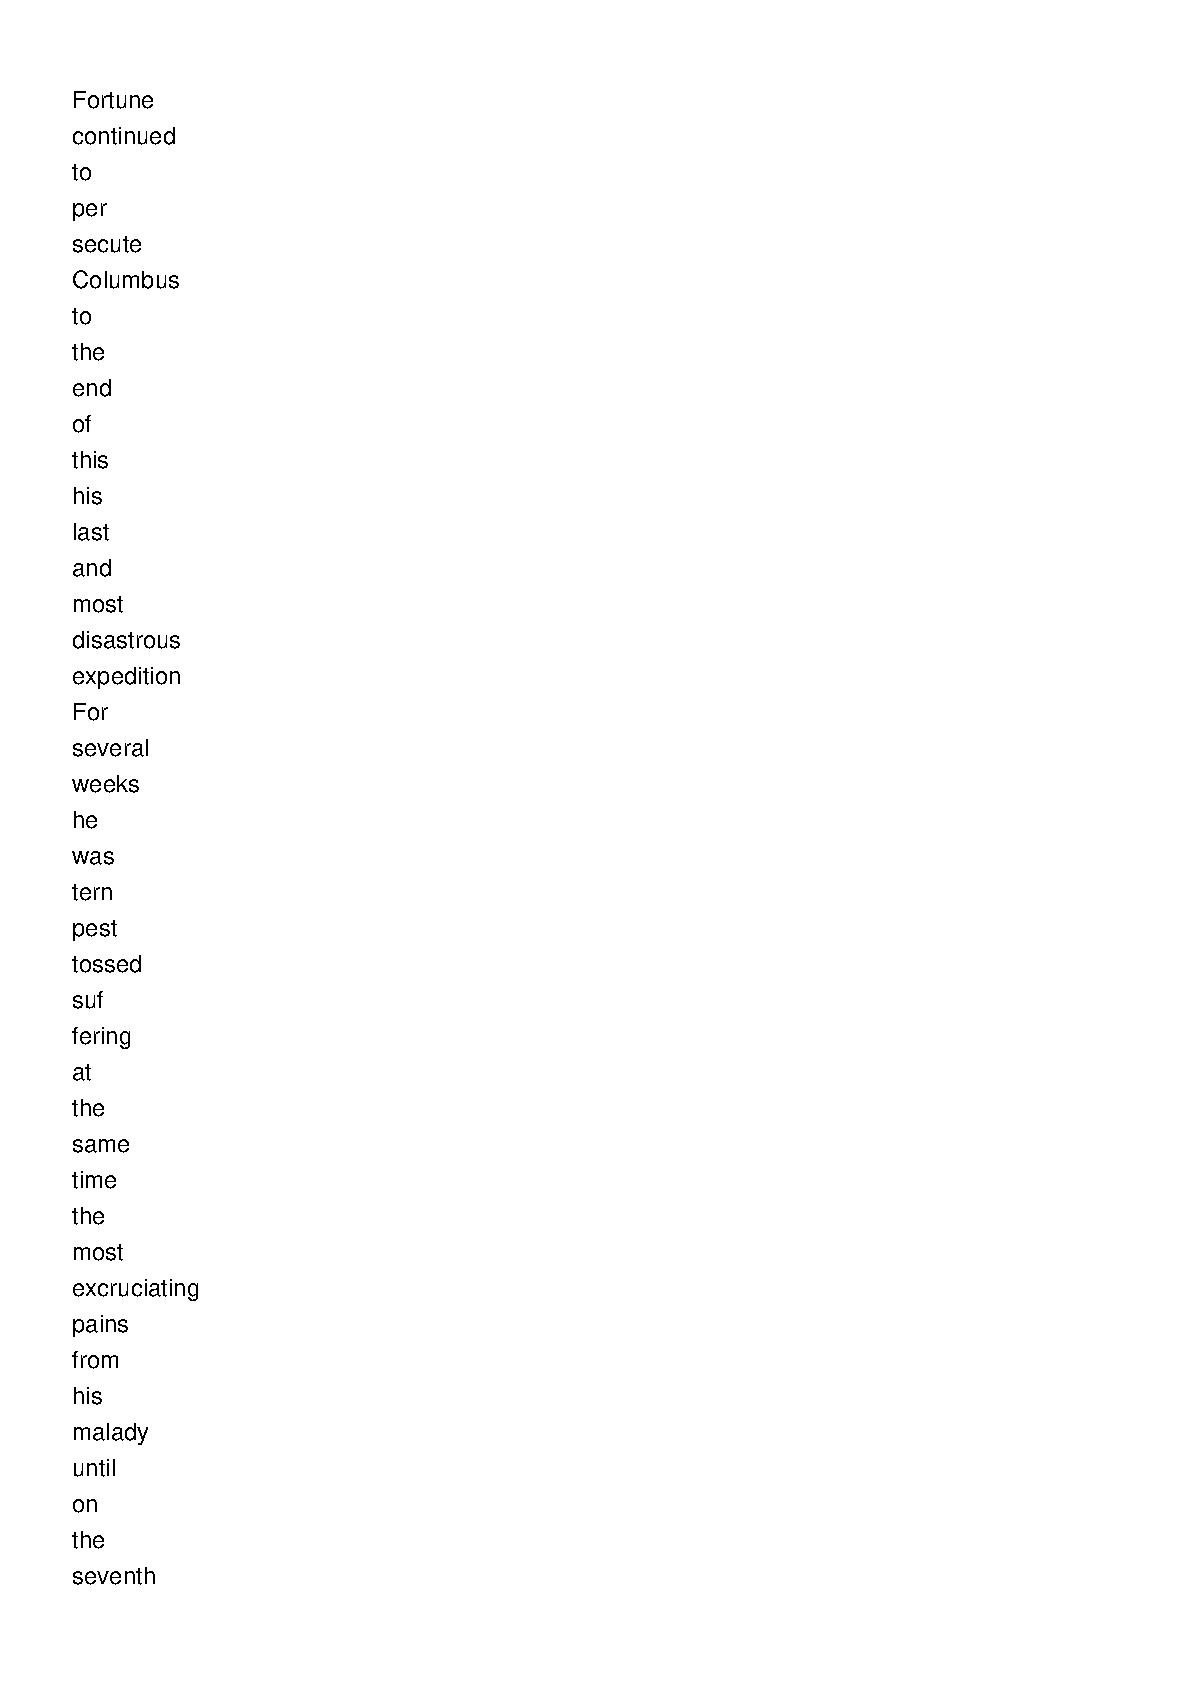 Fortune
continued
to
per
secute
Columbus
to
the
end
of
this
his
last
and
most
disastrous
expedition
For
several
weeks
he
was
tern
pest
tossed
suf
fering
at
the
same
time
the
most
excruciating
pains
from
his
malady
until
on
the
seventh